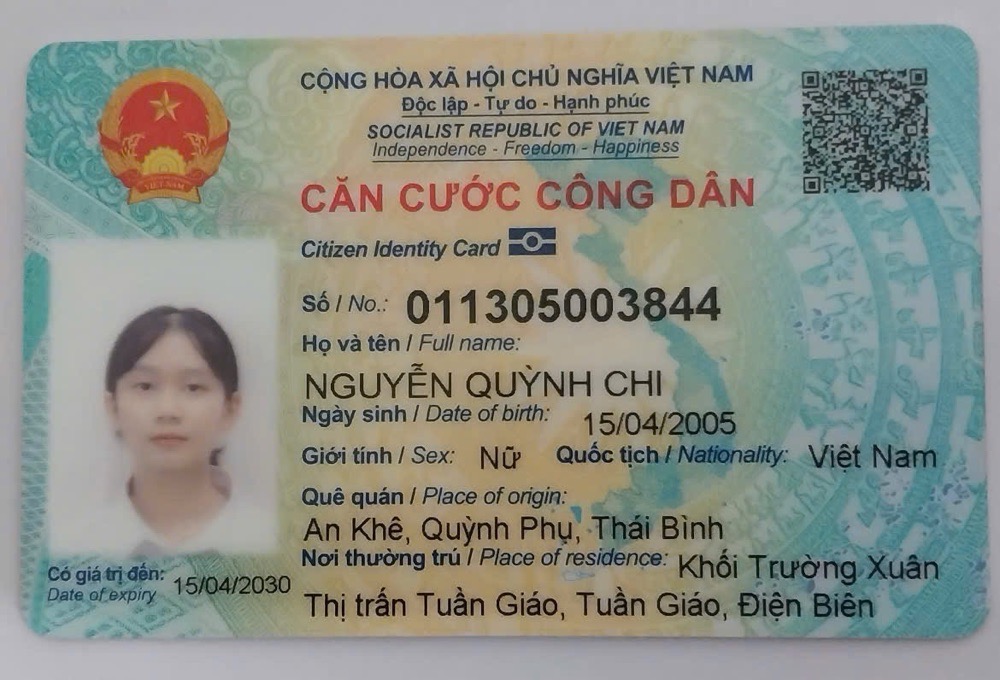 CỘNG HÒA XÃ HỘI CHỦ NGHĨA VIỆT NAM
Độc lập - Tự do - Hạnh phúc
SOCIALIST REPUBLIC OF VIET NAM
Independence - Freedom - Happiness
CĂN CƯỚC CÔNG DÂN
Citizen Identity Card
Số / No.: 011305003844
Họ và tên / Full name:
NGUYỄN QUỲNH CHI
Ngày sinh / Date of birth: 15/04/2005
Giới tính / Sex: Nữ Quốc tịch / Nationality: Việt Nam
Quê quán / Place of origin:
An Khê, Quỳnh Phụ, Thái Bình
Nơi thường trú / Place of residence: Khối Trường Xuân
Thị trấn Tuần Giáo, Tuần Giáo, Điện Biên
Có giá trị đến: 15/04/2030
Date of expiry
VIỆT NAM